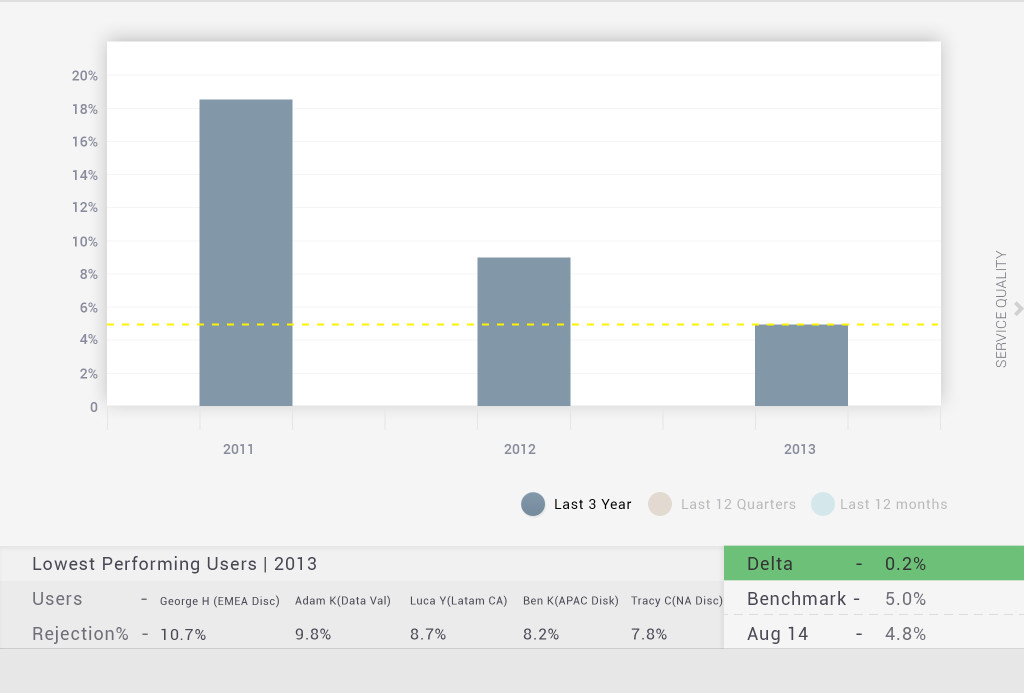 20%
18%
16%
14%
12%
10%
8%
6%
4%
2%
0
2011 2012 2013
SERVICE QUALITY
Last 3 Year Last 12 Quarters Last 12 months
Lowest Performing Users | 2013
Users - George H (EMEA Disc) Adam K(Data Val) Luca Y(Latam CA) Ben K(APAC Disk) Tracy C(NA Disc)
Rejection% - 10.7% 9.8% 8.7% 8.2% 7.8%
Delta - 0.2%
Benchmark - 5.0%
Aug 14 - 4.8%